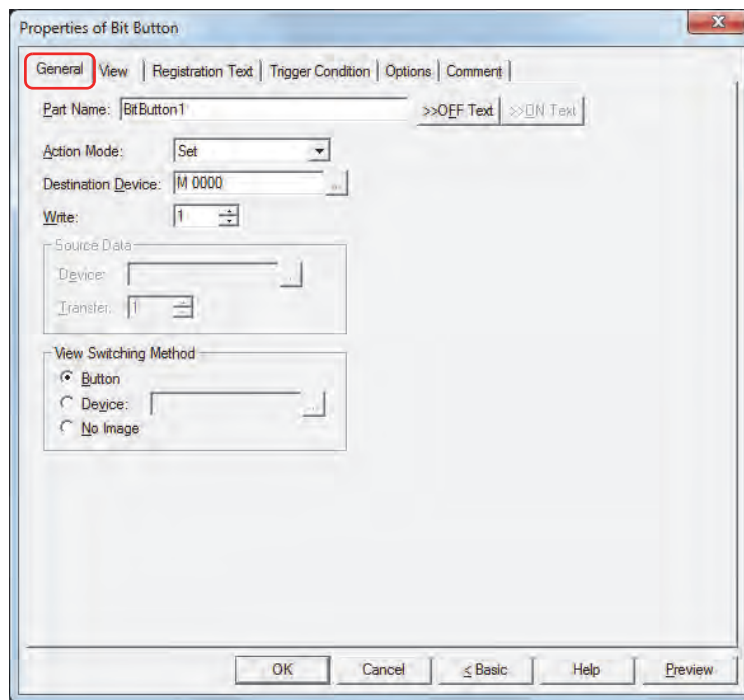 Properties of Bit Button
General View Registration Text Trigger Condition Options Comment
Part Name: BitButton1 >>OFF Text >>ON Text
Action Mode: Set
Destination Device: M 0000 ...
Write: 1
Source Data
Device: ...
Transfer: 1
View Switching Method
Button
Device: ...
No Image
OK Cancel < Basic Help Preview